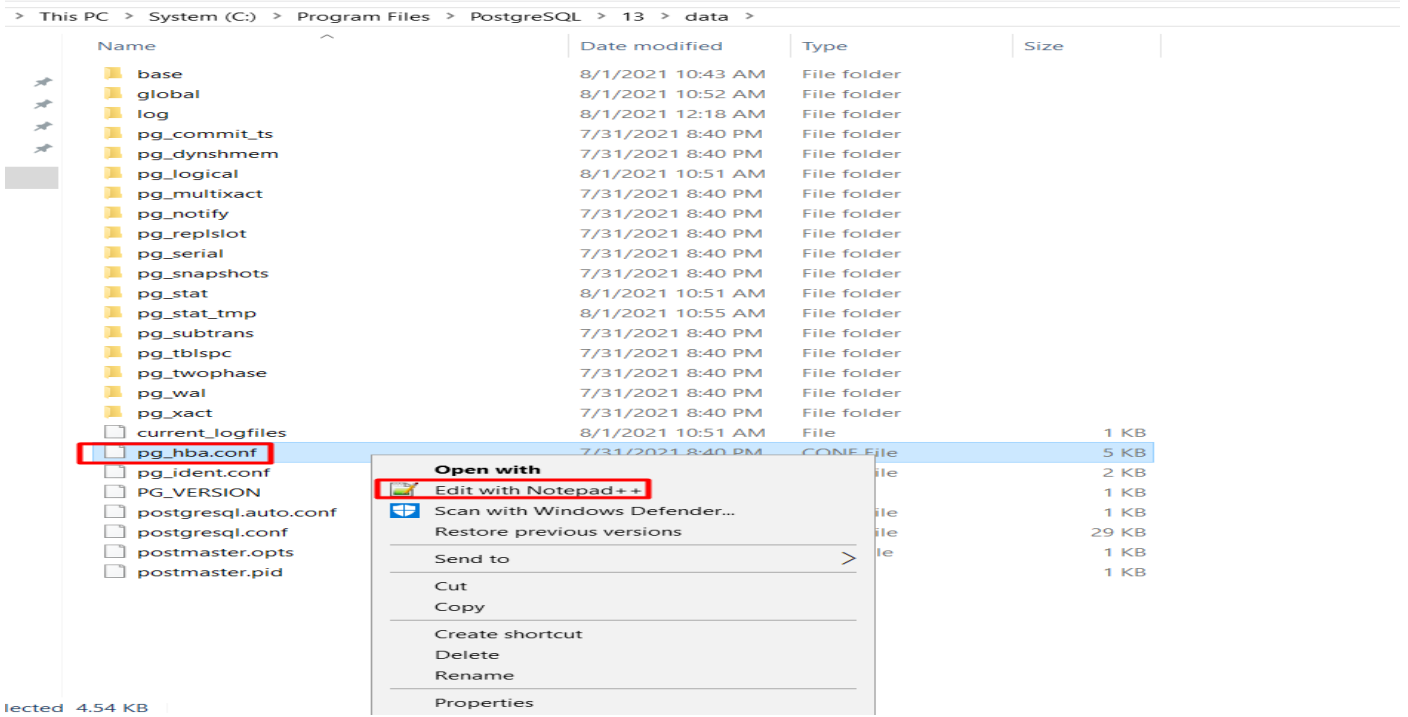 > This PC > System (C:) > Program Files > PostgreSQL > 13 > data >
Name Date modified Type Size
base 8/1/2021 10:43 AM File folder
global 8/1/2021 10:52 AM File folder
log 8/1/2021 12:18 AM File folder
pg_commit_ts 7/31/2021 8:40 PM File folder
pg_dynshmem 7/31/2021 8:40 PM File folder
pg_logical 8/1/2021 10:51 AM File folder
pg_multixact 7/31/2021 8:40 PM File folder
pg_notify 7/31/2021 8:40 PM File folder
pg_replslot 7/31/2021 8:40 PM File folder
pg_serial 7/31/2021 8:40 PM File folder
pg_snapshots 7/31/2021 8:40 PM File folder
pg_stat 8/1/2021 10:51 AM File folder
pg_stat_tmp 8/1/2021 10:55 AM File folder
pg_subtrans 7/31/2021 8:40 PM File folder
pg_tblspc 7/31/2021 8:40 PM File folder
pg_twophase 7/31/2021 8:40 PM File folder
pg_wal 7/31/2021 8:40 PM File folder
pg_xact 7/31/2021 8:40 PM File folder
current_logfiles 8/1/2021 10:51 AM File 1 KB
pg_hba.conf 7/31/2021 8:40 PM CONF File 5 KB
pg_ident.conf ile 2 KB
PG_VERSION 1 KB
postgresql.auto.conf ile 1 KB
postgresql.conf ile 29 KB
postmaster.opts le 1 KB
postmaster.pid 1 KB
Open with
Edit with Notepad++
Scan with Windows Defender...
Restore previous versions
Send to >
Cut
Copy
Create shortcut
Delete
Rename
Properties
lected 4.54 KB